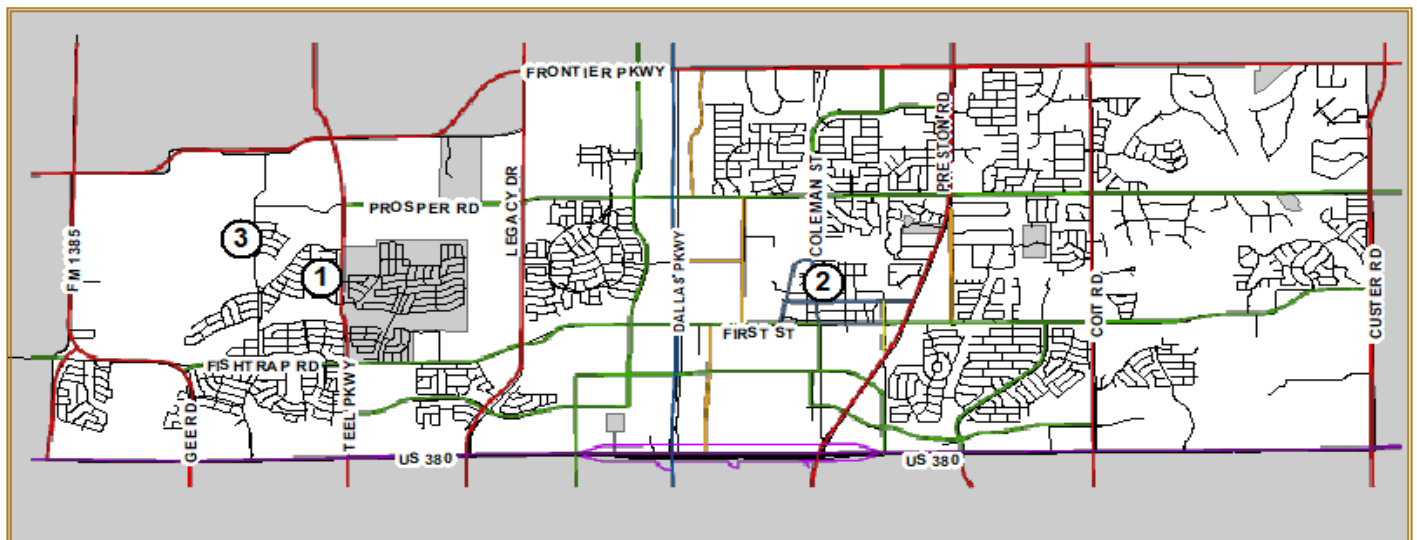 FRONTIER PKWY
PRESTON RD
COLEMAN ST
PROSPER RD
LEGACY DR
3
FM 1385
1
2
DALLAS PKWY
COIT RD
CUSTER RD
FIRST ST
FISHTRAP RD
TEEL PKWY
GEE RD
US 380
US 380